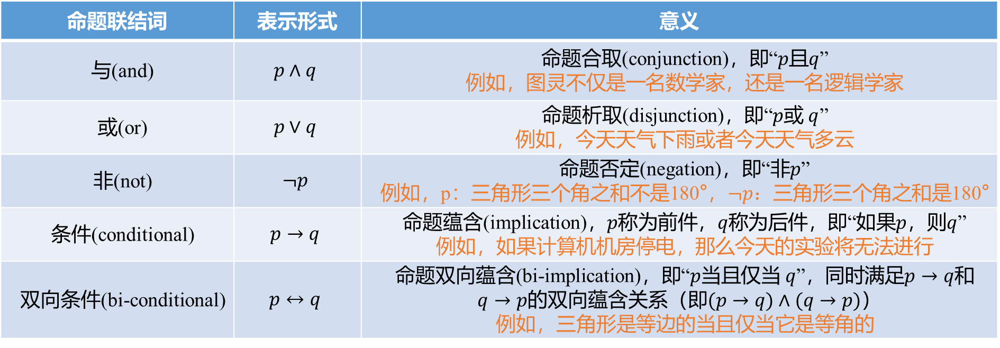 命题联结词 表示形式 意义
与(and) 𝑝 ∧ 𝑞 命题合取(conjunction)，即“𝑝且𝑞”
例如，图灵不仅是一名数学家，还是一名逻辑学家
或(or) 𝑝 ∨ 𝑞 命题析取(disjunction)，即“𝑝或 𝑞”
例如，今天天气下雨或者今天天气多云
非(not) ¬𝑝 命题否定(negation)，即“非𝑝”
例如，p：三角形三个角之和不是180°，¬𝑝：三角形三个角之和是180°
条件(conditional) 𝑝 → 𝑞 命题蕴含(implication)，𝑝称为前件，𝑞称为后件，即“如果𝑝，则𝑞”
例如，如果计算机机房停电，那么今天的实验将无法进行
双向条件(bi-conditional) 𝑝 ↔ 𝑞 命题双向蕴含(bi-implication)，即“𝑝当且仅当 𝑞”，同时满足𝑝 → 𝑞和
𝑞 → 𝑝的双向蕴含关系（即(𝑝 → 𝑞) ∧ (𝑞 → 𝑝)）
例如，三角形是等边的当且仅当它是等角的